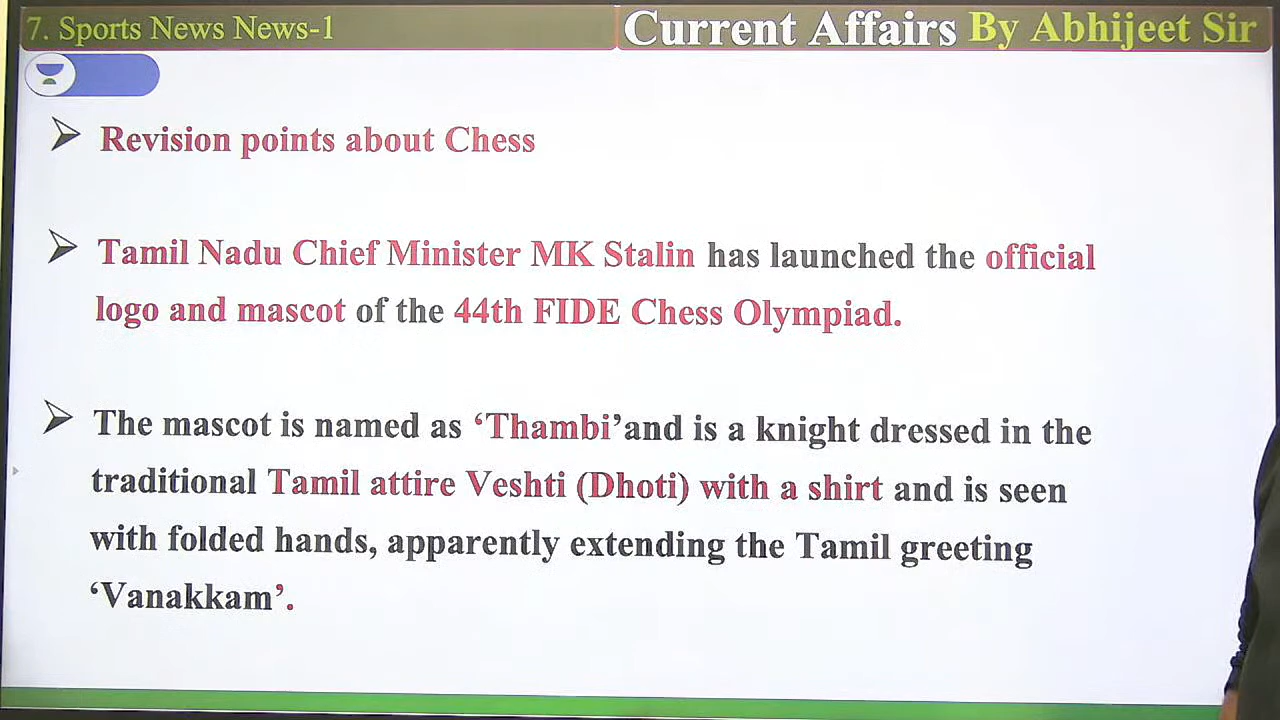 7. Sports News News-1
Current Affairs By Abhijeet Sir
Revision points about Chess
Tamil Nadu Chief Minister MK Stalin has launched the official
logo and mascot of the 44th FIDE Chess Olympiad.
The mascot is named as ‘Thambi’and is a knight dressed in the
traditional Tamil attire Veshti (Dhoti) with a shirt and is seen
with folded hands, apparently extending the Tamil greeting
‘Vanakkam’.